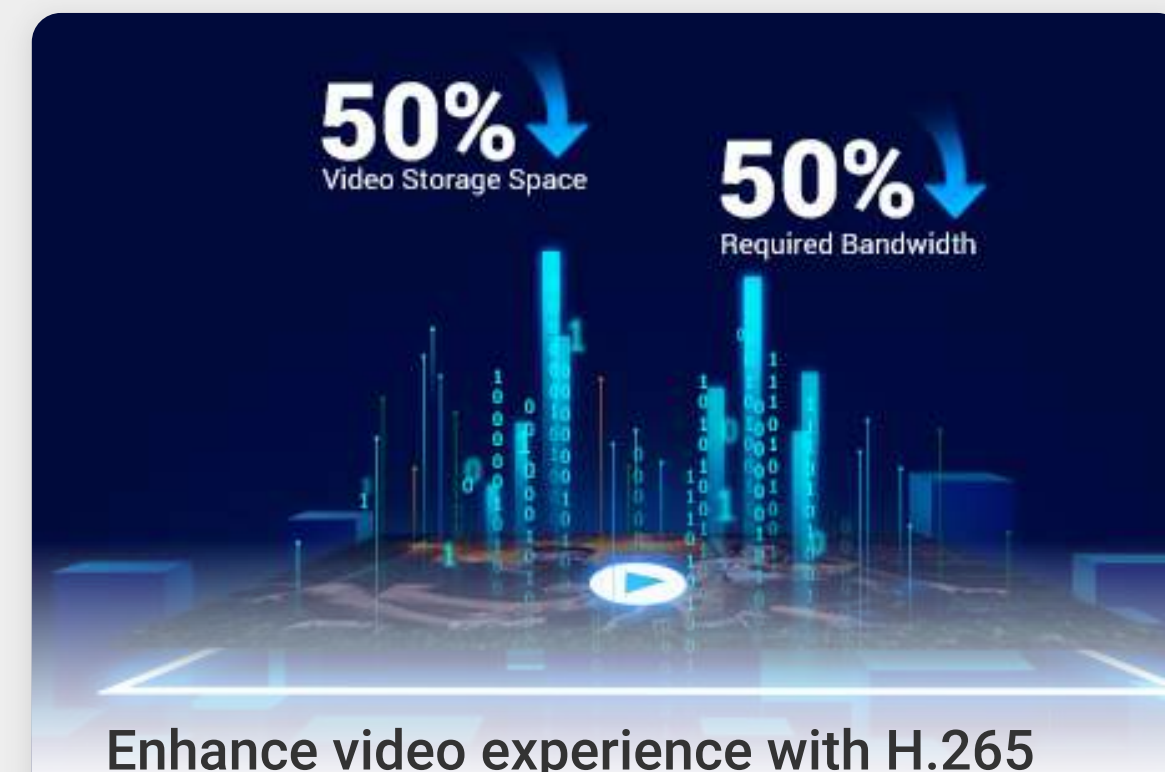 50%
Video Storage Space
50%
Required Bandwidth
Enhance video experience with H.265